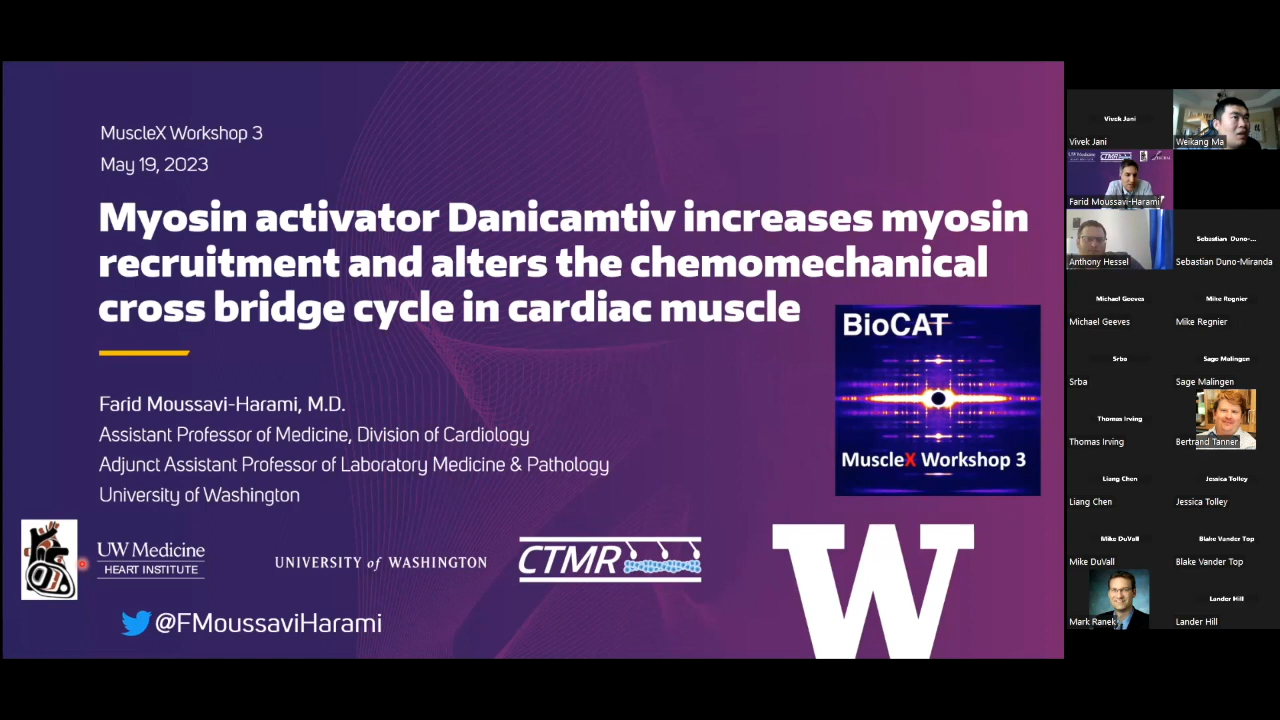 MuscleX Workshop 3
May 19, 2023
Myosin activator Danicamtiv increases myosin
recruitment and alters the chemomechanical
cross bridge cycle in cardiac muscle
Farid Moussavi-Harami, M.D.
Assistant Professor of Medicine, Division of Cardiology
Adjunct Assistant Professor of Laboratory Medicine & Pathology
University of Washington
BioCAT
MuscleX Workshop 3
UW Medicine
HEART INSTITUTE
UNIVERSITY of WASHINGTON
CTMR
W
@FMoussaviHarami
Vivek Jani
Vivek Jani
Weikang Ma
UW Medicine
CTMR
Farid Moussavi-Harami
Anthony Hessel
Sebastian Duno-...
Sebastian Duno-Miranda
Michael Geeves
Michael Geeves
Mike Regnier
Mike Regnier
Srba
Srba
Sage Malingen
Sage Malingen
Thomas Irving
Thomas Irving
Bertrand Tanner
Liang Chen
Liang Chen
Jessica Tolley
Jessica Tolley
Mike DuVall
Mike DuVall
Blake Vander Top
Blake Vander Top
Mark Ranek
Lander Hill
Lander Hill